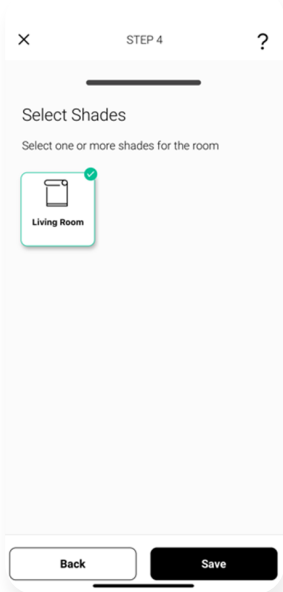 STEP 4
?
Select Shades
Select one or more shades for the room
Living Room
Back
Save